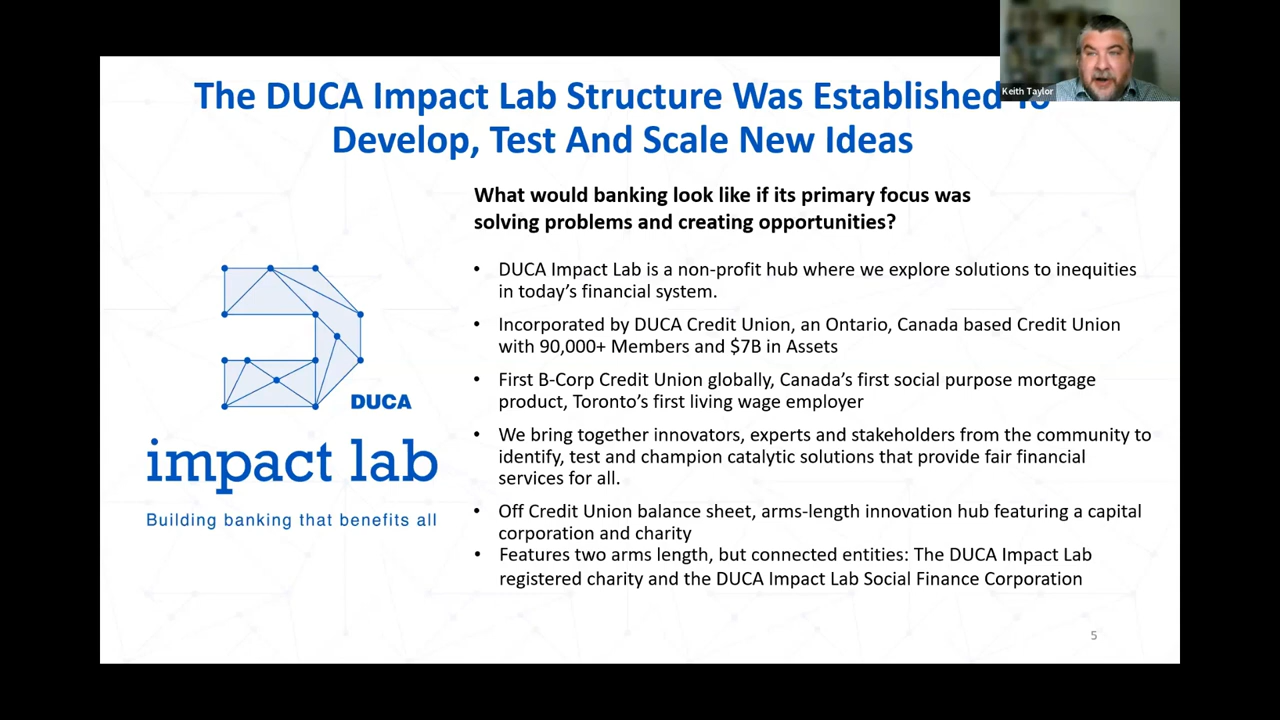 Keith Taylor
The DUCA Impact Lab Structure Was Established To
Develop, Test And Scale New Ideas
What would banking look like if its primary focus was
solving problems and creating opportunities?
• DUCA Impact Lab is a non-profit hub where we explore solutions to inequities
in today’s financial system.
• Incorporated by DUCA Credit Union, an Ontario, Canada based Credit Union
with 90,000+ Members and $7B in Assets
• First B-Corp Credit Union globally, Canada’s first social purpose mortgage
product, Toronto’s first living wage employer
• We bring together innovators, experts and stakeholders from the community to
identify, test and champion catalytic solutions that provide fair financial
services for all.
• Off Credit Union balance sheet, arms-length innovation hub featuring a capital
corporation and charity
• Features two arms length, but connected entities: The DUCA Impact Lab
registered charity and the DUCA Impact Lab Social Finance Corporation
DUCA
impact lab
Building banking that benefits all
5